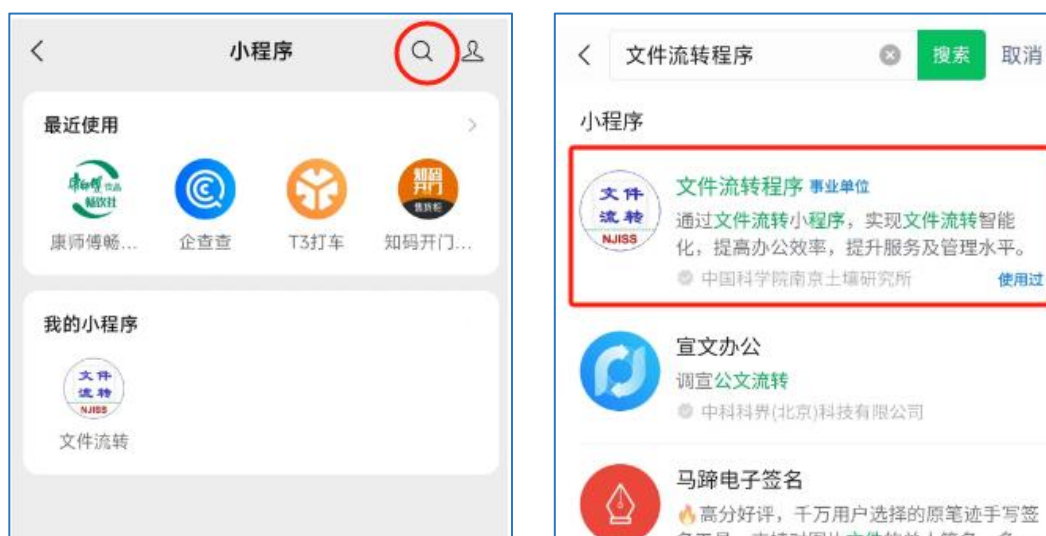 小程序
最近使用
康师傅
饮品
畅饮社
知码
开门
售货柜
康师傅畅...
企查查
T3打车
知码开门...
我的小程序
文件
流转
NJISS
文件流转
文件流转程序
搜索
取消
小程序
文件
流转
NJISS
文件流转程序 事业单位
通过文件流转小程序，实现文件流转智能
化，提高办公效率，提升服务及管理水平。
中国科学院南京土壤研究所
使用过
宣文办公
调宣公文流转
中科科界(北京)科技有限公司
马蹄电子签名
🔥高分好评，千万用户选择的原笔迹手写签